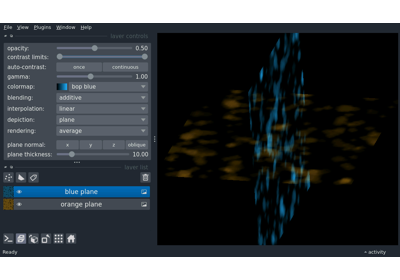 File View Plugins Window Help
layer controls
opacity: 0.50
contrast limits:
auto-contrast: once continuous
gamma: 1.00
colormap: bop blue
blending: additive
interpolation: linear
depiction: plane
rendering: average
plane normal: x y z oblique
plane thickness: 10.00
layer list
blue plane
orange plane
Ready
activity